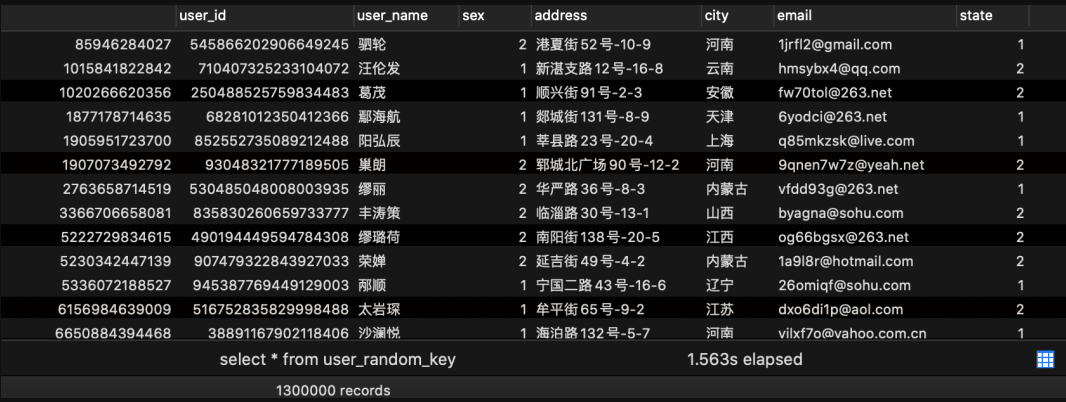 user_id user_name sex address city email state
85946284027 545866202906649245 驷轮 2 港夏街52号-10-9 河南 1jrfl2@gmail.com 1
1015841822842 710407325233104072 汪伦发 1 新湛支路12号-16-8 云南 hmsybx4@qq.com 2
1020266620356 250488525759834483 葛茂 1 顺兴街91号-2-3 安徽 fw70tol@263.net 2
1877178714635 68281012350412366 鄢海航 1 郯城街131号-8-9 天津 6yodci@263.net 1
1905951723700 852552735089812488 阳弘辰 1 莘县路23号-20-4 上海 q85mkzsk@live.com 1
1907073492792 93048321777189505 巢朗 2 郓城北广场90号-12-2 河南 9qnen7w7z@yeah.net 2
2763658714519 530485048008003935 缪丽 2 华严路36号-8-3 内蒙古 vfdd93g@263.net 1
3366706658081 835830260659733777 丰涛策 2 临淄路30号-13-1 山西 byagna@sohu.com 2
5222729834615 490194449594784308 缪璐荷 2 南阳街138号-20-5 江西 og66bgsx@263.net 2
5230342447139 907479322843927033 荣婵 2 延吉街49号-4-2 内蒙古 1a9l8r@hotmail.com 2
5336072188527 945387769449129003 邴顺 1 宁国二路43号-16-6 辽宁 26omiqf@sohu.com 1
6156984639009 516752835829998488 太岩琛 1 牟平街65号-9-2 江苏 dxo6di1p@aol.com 2
6650884394468 38891167902118406 沙澜悦 1 海泊路132号-5-7 河南 vilxf7o@yahoo.com.cn 1
select * from user_random_key 1.563s elapsed
1300000 records